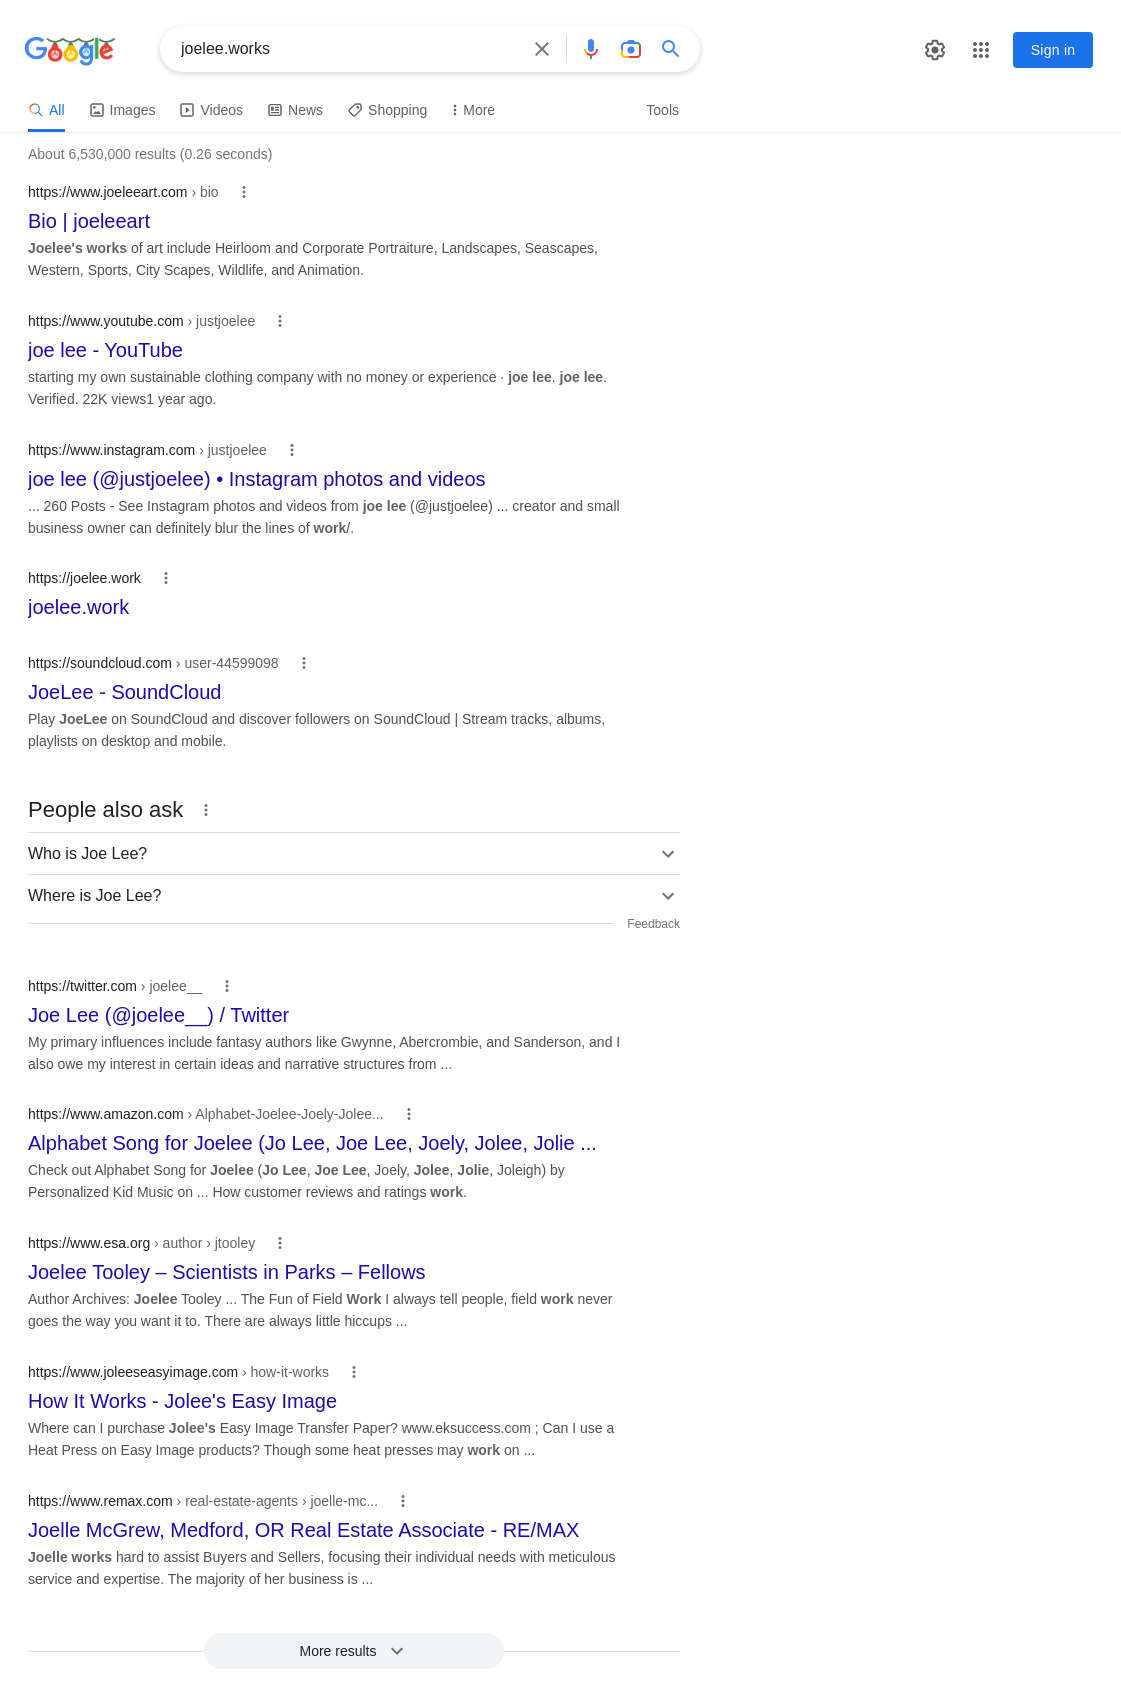 Google
joelee.works
Sign in
All
Images
Videos
News
Shopping
More
Tools
About 6,530,000 results (0.26 seconds)
https://www.joeleeart.com › bio
Bio | joeleeart
Joelee's works of art include Heirloom and Corporate Portraiture, Landscapes, Seascapes,
Western, Sports, City Scapes, Wildlife, and Animation.
https://www.youtube.com › justjoelee
joe lee - YouTube
starting my own sustainable clothing company with no money or experience · joe lee. joe lee.
Verified. 22K views1 year ago.
https://www.instagram.com › justjoelee
joe lee (@justjoelee) • Instagram photos and videos
... 260 Posts - See Instagram photos and videos from joe lee (@justjoelee) ... creator and small
business owner can definitely blur the lines of work/.
https://joelee.work
joelee.work
https://soundcloud.com › user-44599098
JoeLee - SoundCloud
Play JoeLee on SoundCloud and discover followers on SoundCloud | Stream tracks, albums,
playlists on desktop and mobile.
People also ask
Who is Joe Lee?
Where is Joe Lee?
Feedback
https://twitter.com › joelee__
Joe Lee (@joelee__) / Twitter
My primary influences include fantasy authors like Gwynne, Abercrombie, and Sanderson, and I
also owe my interest in certain ideas and narrative structures from ...
https://www.amazon.com › Alphabet-Joelee-Joely-Jolee...
Alphabet Song for Joelee (Jo Lee, Joe Lee, Joely, Jolee, Jolie ...
Check out Alphabet Song for Joelee (Jo Lee, Joe Lee, Joely, Jolee, Jolie, Joleigh) by
Personalized Kid Music on ... How customer reviews and ratings work.
https://www.esa.org › author › jtooley
Joelee Tooley – Scientists in Parks – Fellows
Author Archives: Joelee Tooley ... The Fun of Field Work I always tell people, field work never
goes the way you want it to. There are always little hiccups ...
https://www.joleeseasyimage.com › how-it-works
How It Works - Jolee's Easy Image
Where can I purchase Jolee's Easy Image Transfer Paper? www.eksuccess.com ; Can I use a
Heat Press on Easy Image products? Though some heat presses may work on ...
https://www.remax.com › real-estate-agents › joelle-mc...
Joelle McGrew, Medford, OR Real Estate Associate - RE/MAX
Joelle works hard to assist Buyers and Sellers, focusing their individual needs with meticulous
service and expertise. The majority of her business is ...
More results